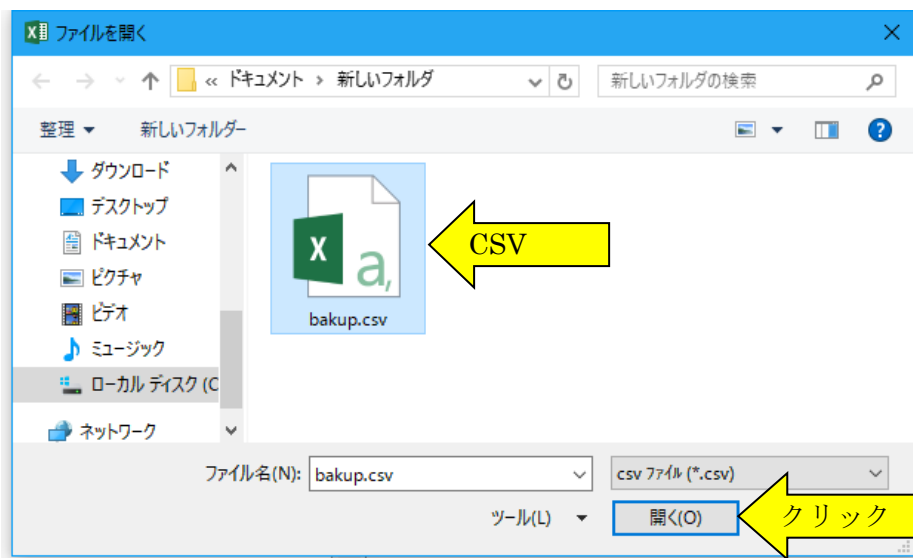 ファイルを開く
« ドキュメント › 新しいフォルダ
新しいフォルダの検索
整理
新しいフォルダー
ダウンロード
デスクトップ
ドキュメント
ピクチャ
ビデオ
ミュージック
ローカル ディスク (C
ネットワーク
bakup.csv
CSV
ファイル名(N):
bakup.csv
csv ファイル (*.csv)
ツール(L)
開く(O)
クリック